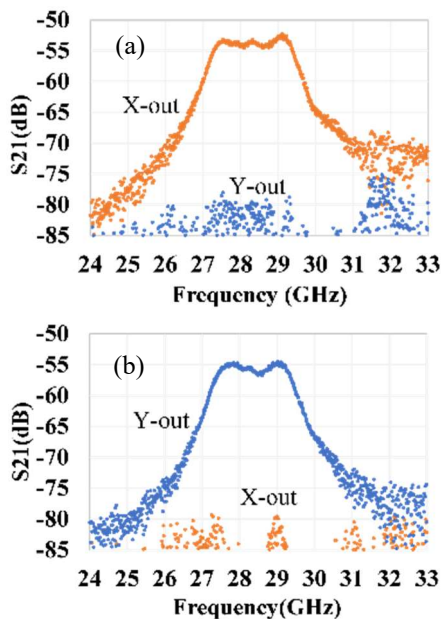 (a)
-50
-55
-60
-65
-70
-75
-80
-85
S21(dB)
X-out
Y-out
24 25 26 27 28 29 30 31 32 33
Frequency (GHz)
(b)
-50
-55
-60
-65
-70
-75
-80
-85
S21(dB)
Y-out
X-out
24 25 26 27 28 29 30 31 32 33
Frequency(GHz)